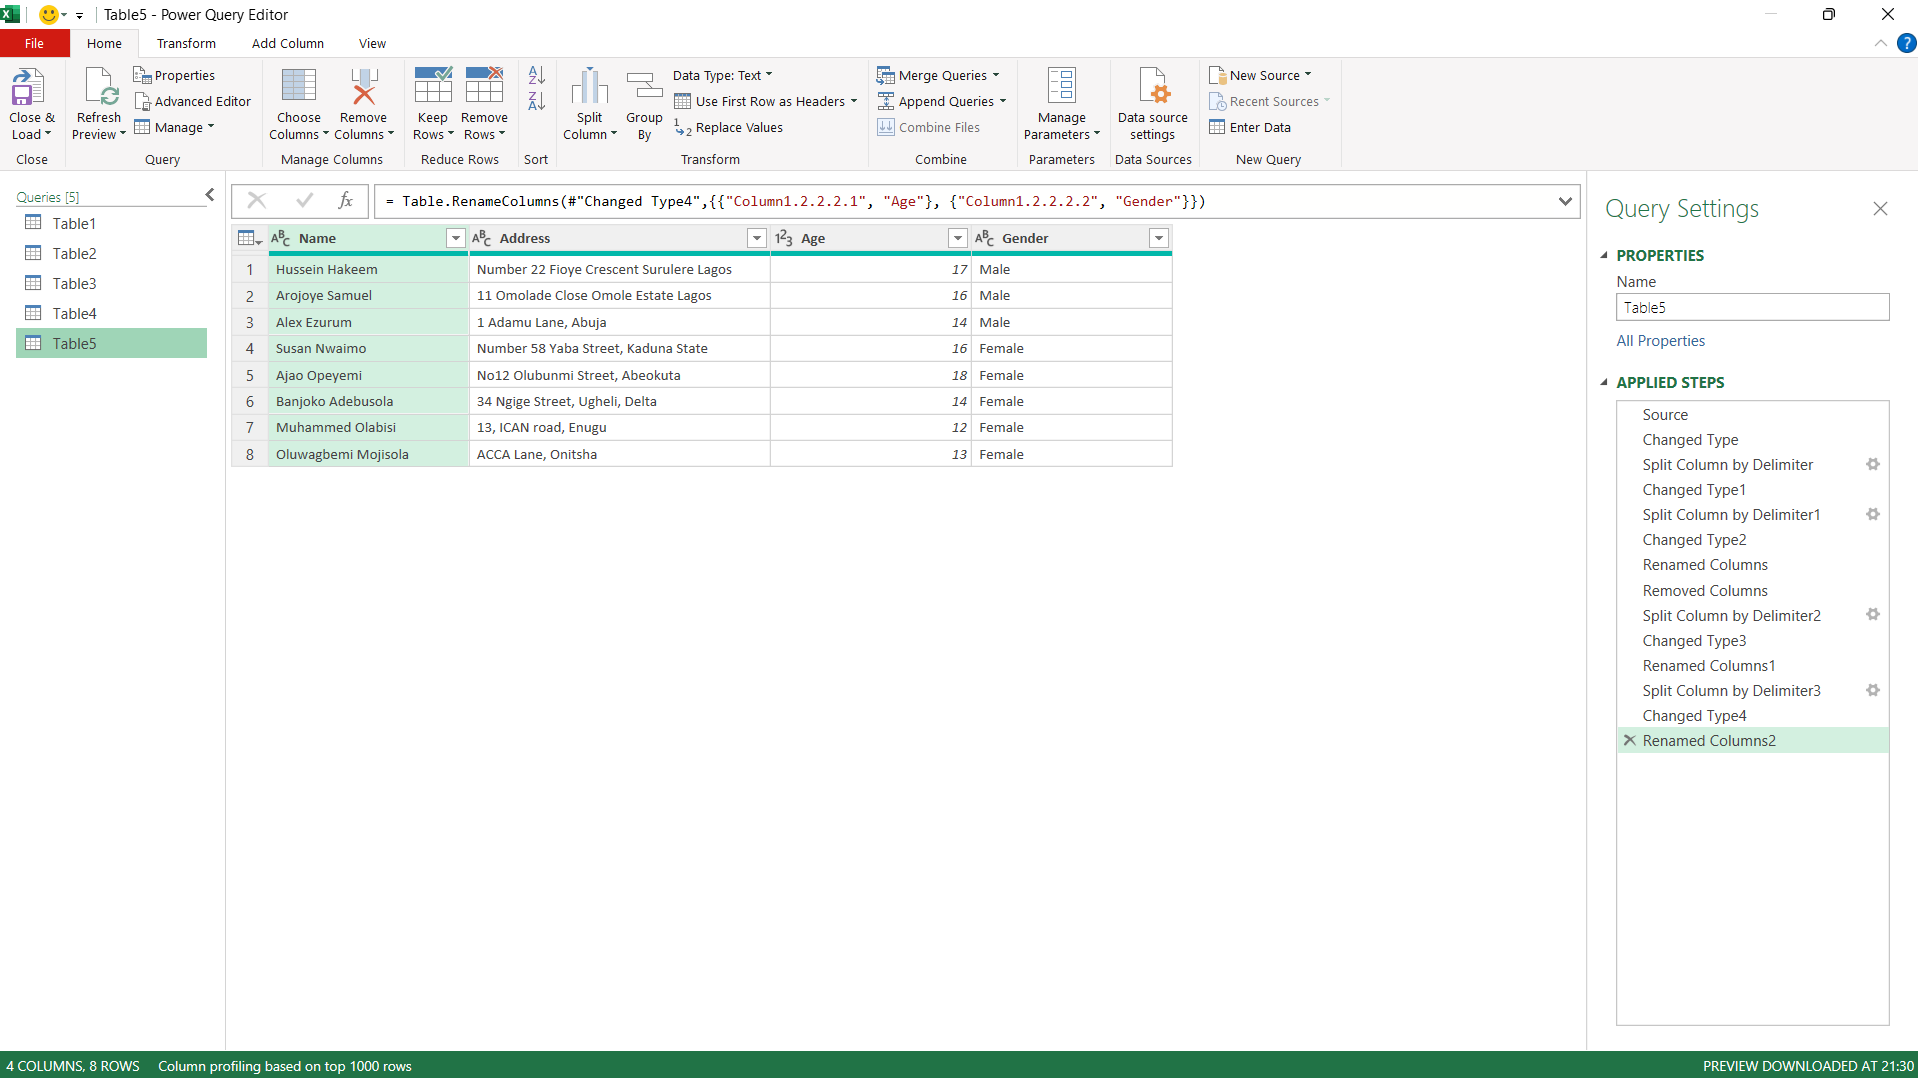 Table5 - Power Query Editor
File
Home
Transform
Add Column
View
Close &
Load
Close
Refresh
Preview
Properties
Advanced Editor
Manage
Query
Choose
Columns
Remove
Columns
Manage Columns
Keep
Rows
Remove
Rows
Reduce Rows
Sort
Split
Column
Group
By
Data Type: Text
Use First Row as Headers
Replace Values
Transform
Merge Queries
Append Queries
Combine Files
Combine
Manage
Parameters
Parameters
Data source
settings
Data Sources
New Source
Recent Sources
Enter Data
New Query
Queries [5]
Table1
Table2
Table3
Table4
Table5
fx
= Table.RenameColumns(#"Changed Type4",{{"Column1.2.2.2.1", "Age"}, {"Column1.2.2.2.2", "Gender"}})
ABC Name ABC Address 123 Age ABC Gender
1 Hussein Hakeem Number 22 Fioye Crescent Surulere Lagos 17 Male
2 Arojoye Samuel 11 Omolade Close Omole Estate Lagos 16 Male
3 Alex Ezurum 1 Adamu Lane, Abuja 14 Male
4 Susan Nwaimo Number 58 Yaba Street, Kaduna State 16 Female
5 Ajao Opeyemi No12 Olubunmi Street, Abeokuta 18 Female
6 Banjoko Adebusola 34 Ngige Street, Ugheli, Delta 14 Female
7 Muhammed Olabisi 13, ICAN road, Enugu 12 Female
8 Oluwagbemi Mojisola ACCA Lane, Onitsha 13 Female
Query Settings
PROPERTIES
Name
Table5
All Properties
APPLIED STEPS
Source
Changed Type
Split Column by Delimiter
Changed Type1
Split Column by Delimiter1
Changed Type2
Renamed Columns
Removed Columns
Split Column by Delimiter2
Changed Type3
Renamed Columns1
Split Column by Delimiter3
Changed Type4
Renamed Columns2
4 COLUMNS, 8 ROWS
Column profiling based on top 1000 rows
PREVIEW DOWNLOADED AT 21:30